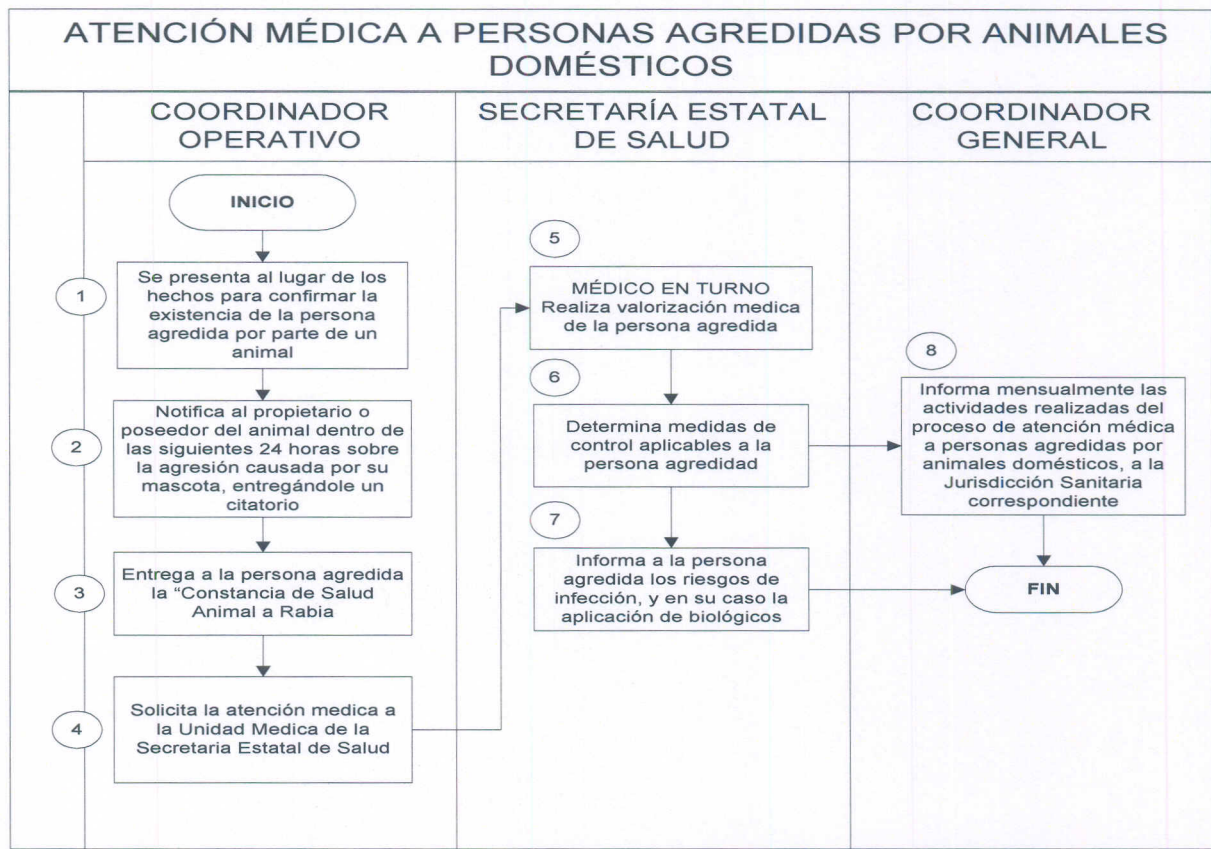 ATENCIÓN MÉDICA A PERSONAS AGREDIDAS POR ANIMALES
DOMÉSTICOS
COORDINADOR
OPERATIVO
SECRETARÍA ESTATAL
DE SALUD
COORDINADOR
GENERAL
INICIO
1
Se presenta al lugar de los
hechos para confirmar la
existencia de la persona
agredida por parte de un
animal
2
Notifica al propietario o
poseedor del animal dentro de
las siguientes 24 horas sobre
la agresión causada por su
mascota, entregándole un
citatorio
3
Entrega a la persona agredida
la “Constancia de Salud
Animal a Rabia
4
Solicita la atención medica a
la Unidad Medica de la
Secretaria Estatal de Salud
5
MÉDICO EN TURNO
Realiza valorización medica
de la persona agredida
6
Determina medidas de
control aplicables a la
persona agredidad
7
Informa a la persona
agredida los riesgos de
infección, y en su caso la
aplicación de biológicos
8
Informa mensualmente las
actividades realizadas del
proceso de atención médica
a personas agredidas por
animales domésticos, a la
Jurisdicción Sanitaria
correspondiente
FIN